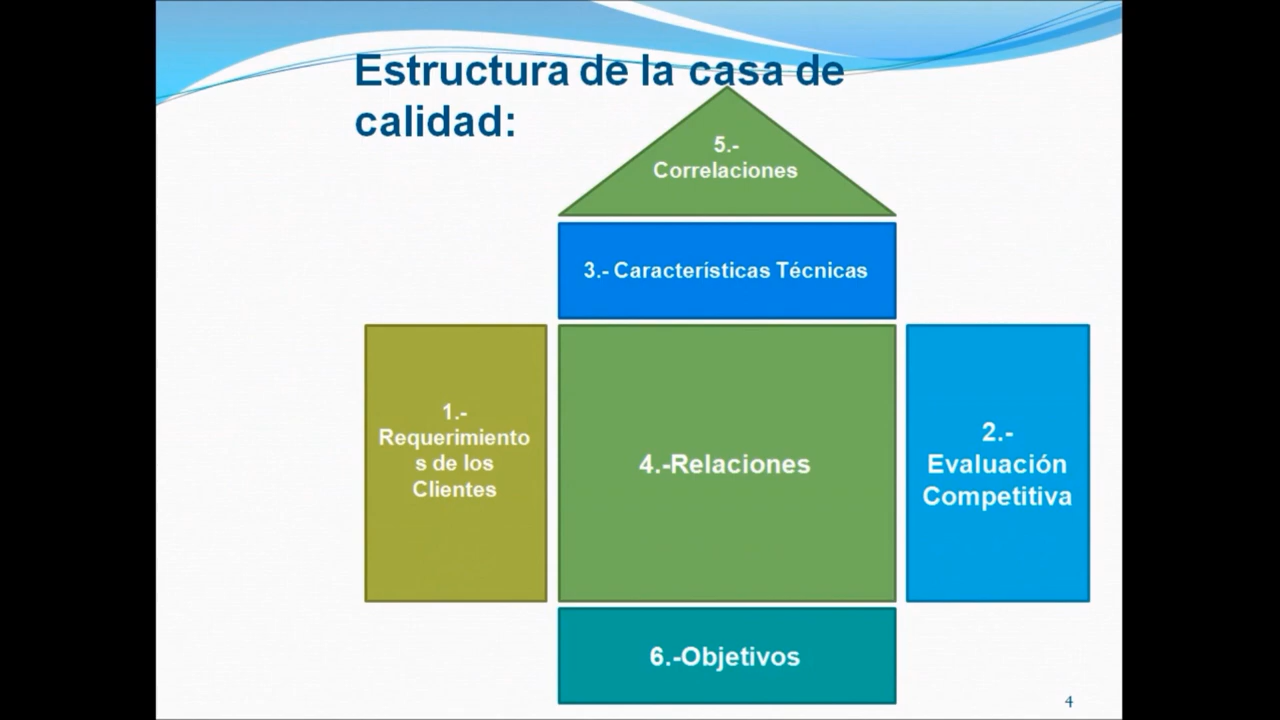 Estructura de la casa de
calidad:
5.-
Correlaciones
3.- Características Técnicas
1.-
Requerimiento
s de los
Clientes
4.-Relaciones
2.-
Evaluación
Competitiva
6.-Objetivos
4